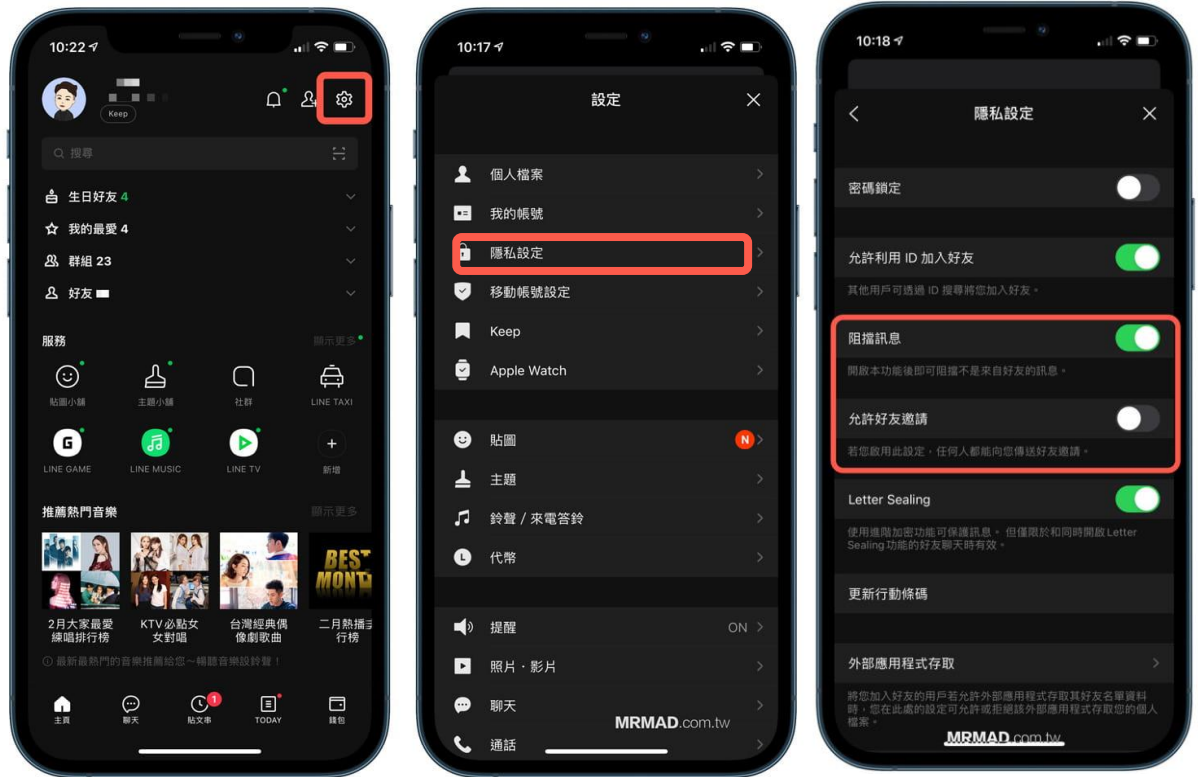 10:22
Keep
搜尋
生日好友 4
我的最愛 4
群組 23
好友
服務
顯示更多
貼圖小舖
主題小舖
社群
LINE TAXI
LINE GAME
LINE MUSIC
LINE TV
新增
推薦熱門音樂
顯示更多
BEST
MONT
2月大家最愛
練唱排行榜
KTV必點女
女對唱
台灣經典偶
像劇歌曲
二月熱播
行榜
最新最熱門的音樂推薦給您～暢聽音樂設鈴聲！
1
主頁
聊天
貼文串
TODAY
錢包
10:17
設定
個人檔案
我的帳號
隱私設定
移動帳號設定
Keep
Apple Watch
貼圖
N
主題
鈴聲／來電答鈴
代幣
提醒
ON
照片・影片
聊天
通話
MRMAD.com.tw
10:18
隱私設定
密碼鎖定
允許利用 ID 加入好友
其他用戶可透過 ID 搜尋將您加入好友。
阻擋訊息
開啟本功能後即可阻擋不是來自好友的訊息。
允許好友邀請
若您啟用此設定，任何人都能向您傳送好友邀請。
Letter Sealing
使用進階加密功能可保護訊息。但僅限於和同時開啟 Letter
Sealing 功能的好友聊天時有效。
更新行動條碼
外部應用程式存取
將您加入好友的用戶若允許外部應用程式存取其好友名單資料
時，您在此處的設定可允許或拒絕該外部應用程式存取您的個人
檔案。
MRMAD.com.tw